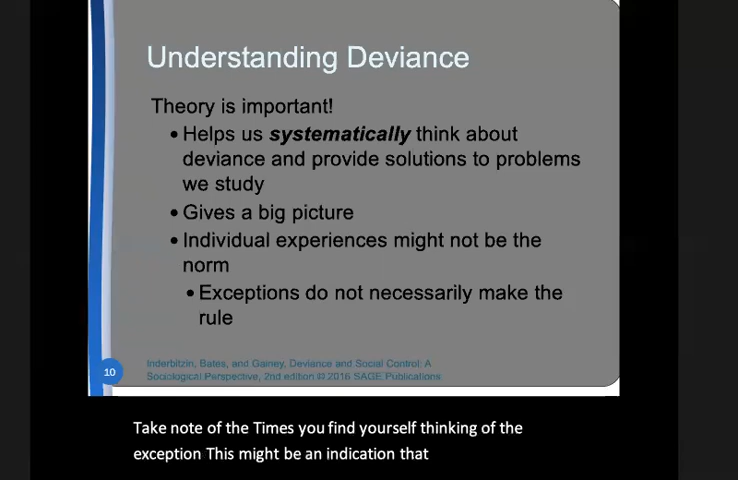 Understanding Deviance
Theory is important!
• Helps us systematically think about
deviance and provide solutions to problems
we study
• Gives a big picture
• Individual experiences might not be the
norm
• Exceptions do not necessarily make the
rule
Inderbitzin, Bates, and Gainey, Deviance and Social Control: A
Sociological Perspective, 2nd edition © 2016 SAGE Publications
10
Take note of the Times you find yourself thinking of the
exception This might be an indication that